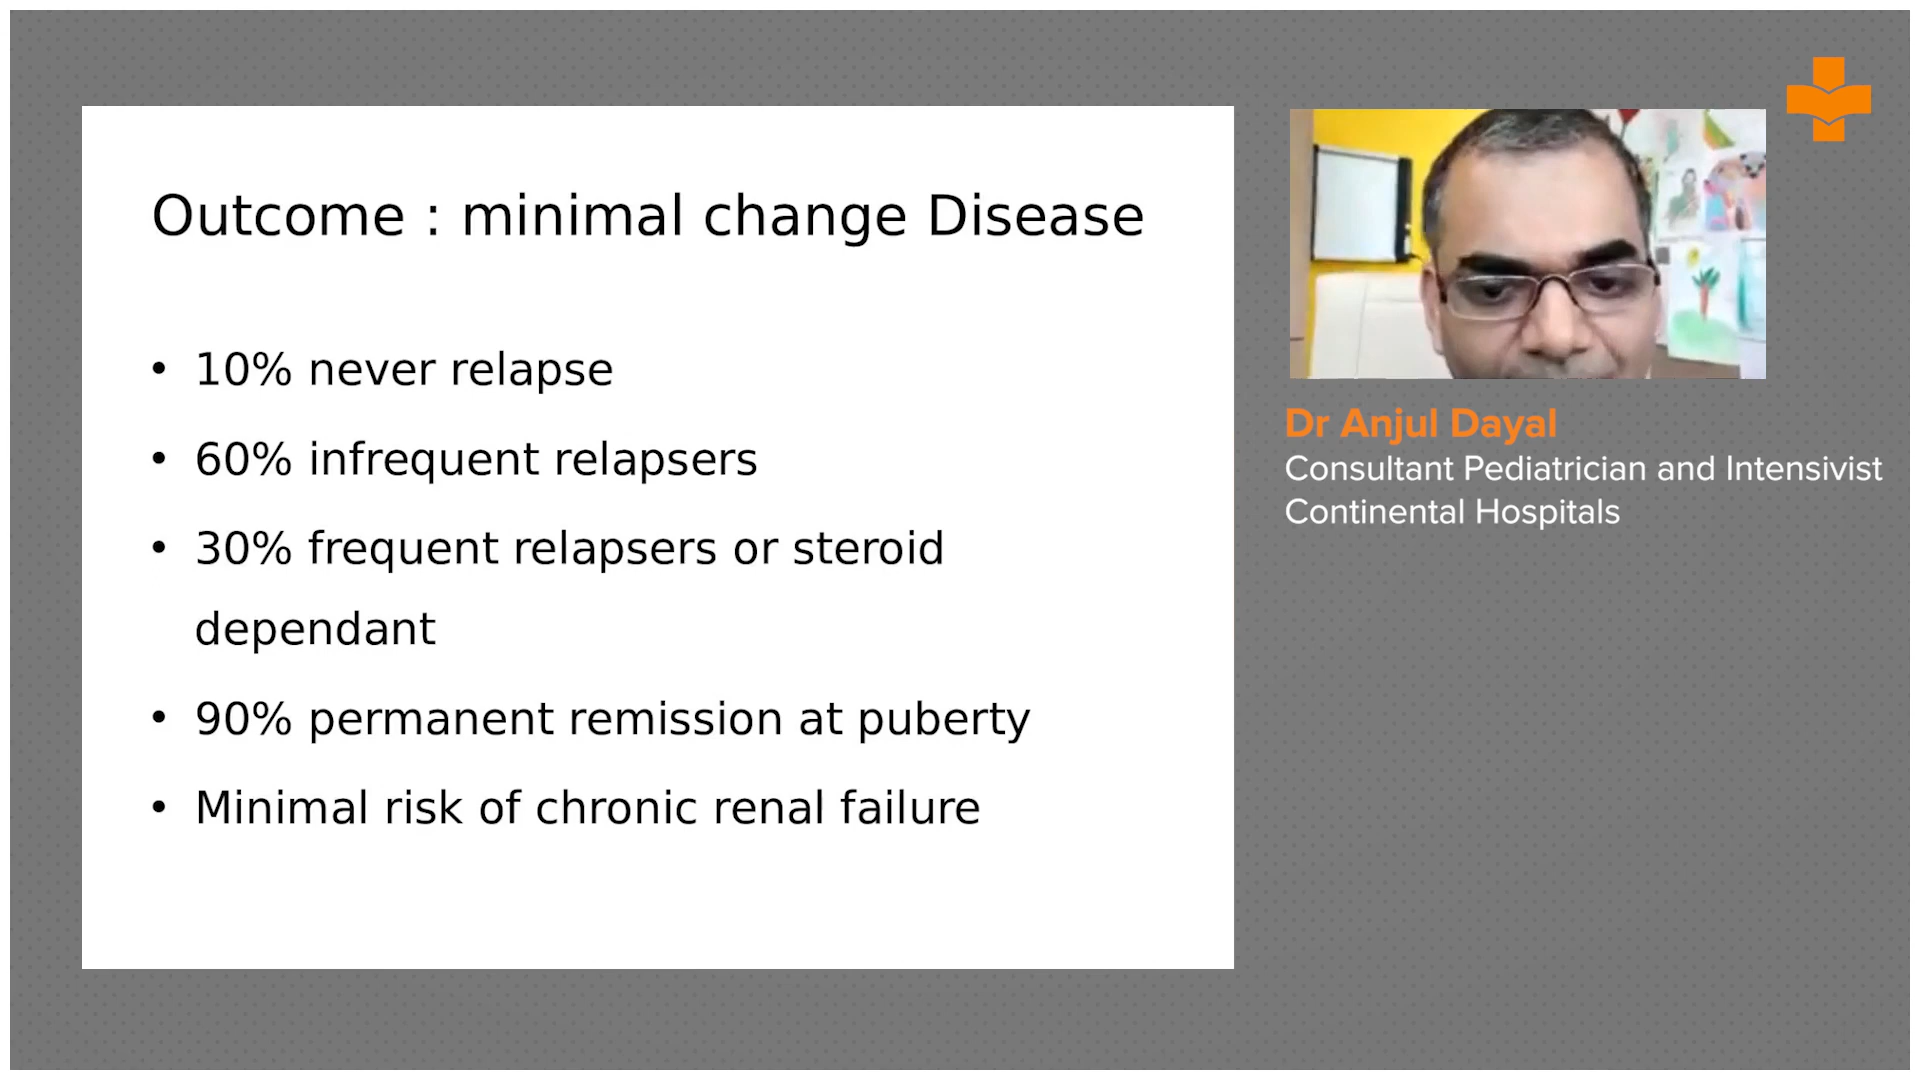 Outcome : minimal change Disease
• 10% never relapse
• 60% infrequent relapsers
• 30% frequent relapsers or steroid
dependant
• 90% permanent remission at puberty
• Minimal risk of chronic renal failure
Dr Anjul Dayal
Consultant Pediatrician and Intensivist
Continental Hospitals